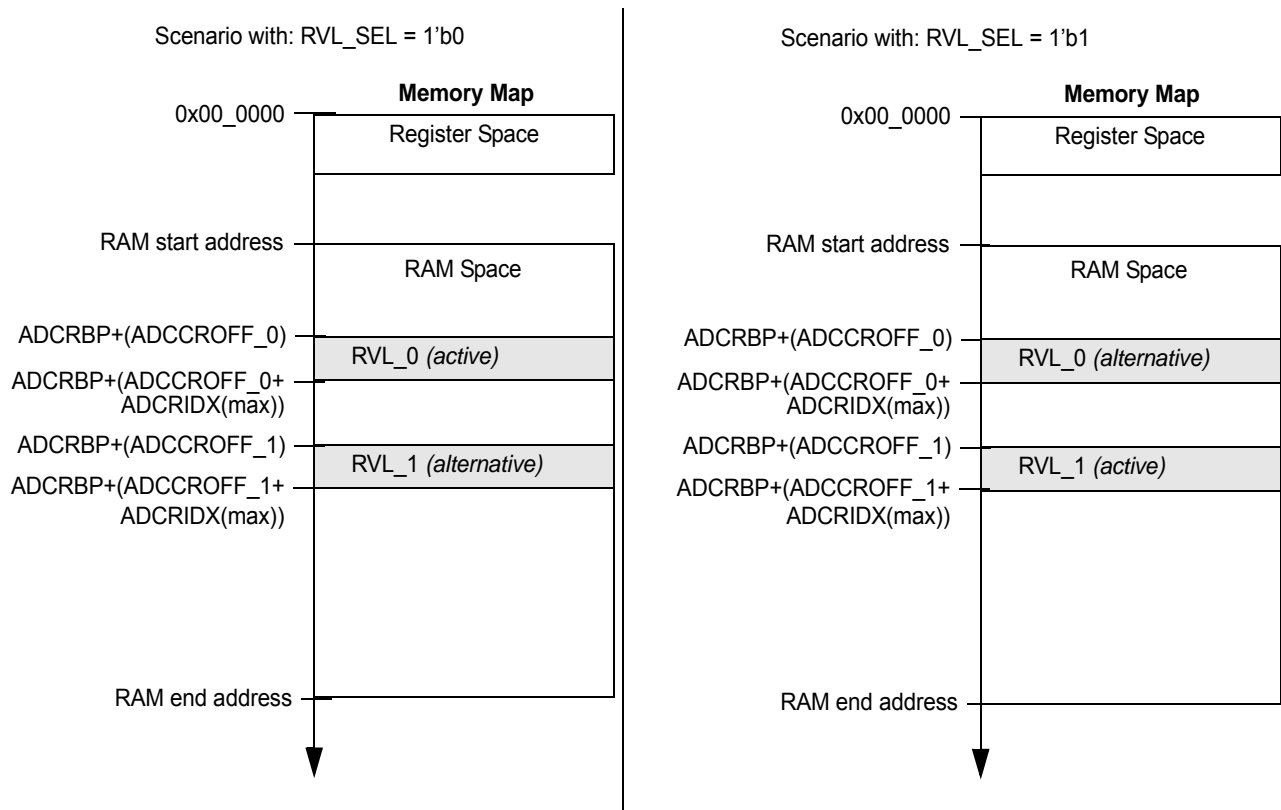 Scenario with: RVL_SEL = 1'b0
Memory Map
0x00_0000
Register Space
RAM start address
RAM Space
ADCRBP+(ADCCROFF_0)
RVL_0 (active)
ADCRBP+(ADCCROFF_0+
ADCRIDX(max))
ADCRBP+(ADCCROFF_1)
RVL_1 (alternative)
ADCRBP+(ADCCROFF_1+
ADCRIDX(max))
RAM end address
Scenario with: RVL_SEL = 1'b1
Memory Map
0x00_0000
Register Space
RAM start address
RAM Space
ADCRBP+(ADCCROFF_0)
RVL_0 (alternative)
ADCRBP+(ADCCROFF_0+
ADCRIDX(max))
ADCRBP+(ADCCROFF_1)
RVL_1 (active)
ADCRBP+(ADCCROFF_1+
ADCRIDX(max))
RAM end address